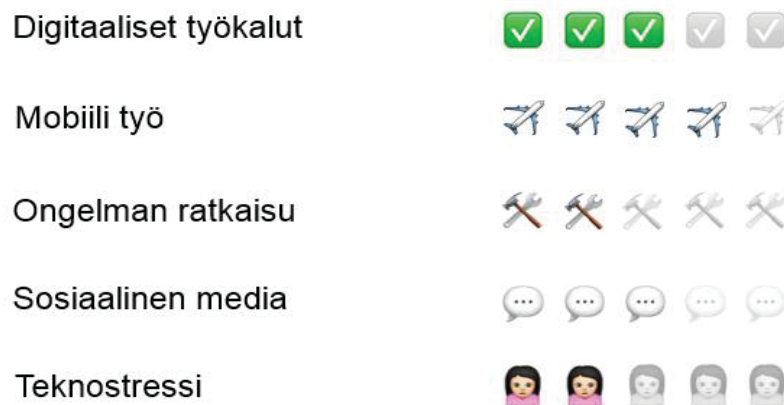 Digitaaliset työkalut
Mobiili työ
Ongelman ratkaisu
Sosiaalinen media
Teknostressi